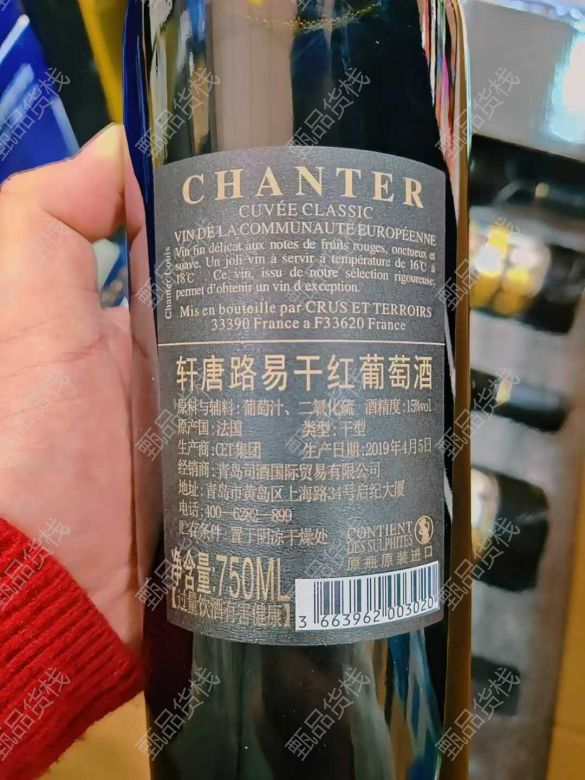 CHANTER
CUVÉE CLASSIC
VIN DE LA COMMUNAUTE EUROPÉENNE
Vin fin délicat aux notes de fruits rouges, onctueux et
suave. Un joli vin à servir à température de 16℃ à
18℃ Ce vin, issu de notre sélection rigoureuse,
permet d'obtenir un vin d'exception.
Chanter Louis
Mis en bouteille par CRUS ET TERROIRS
33390 France a F33620 France
轩唐路易干红葡萄酒
原料与辅料:葡萄汁、二氧化硫 酒精度:15%vol
原产国:法国 类型:干型
生产商:CET集团 生产日期:2019年4月5日
经销商:青岛司酒国际贸易有限公司
地址:青岛市黄岛区上海路34号启纪大厦
电话:400-6282-899
贮存条件:置于阴凉干燥处
CONTIENT
DES SULPHITES
原瓶原装进口
净含量:750ML
【过量饮酒有害健康】
3 663962 003020
甄品货栈